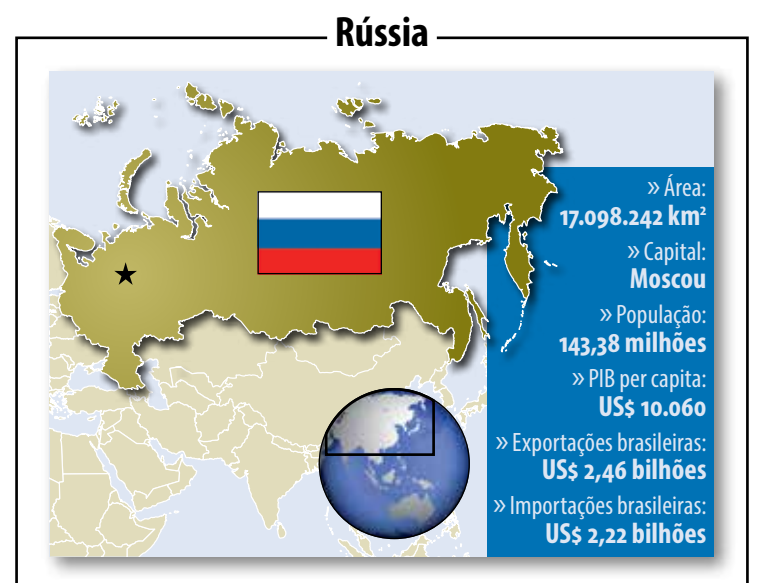 Rússia
» Área:
17.098.242 km²
» Capital:
Moscou
» População:
143,38 milhões
» PIB per capita:
US$ 10.060
» Exportações brasileiras:
US$ 2,46 bilhões
» Importações brasileiras:
US$ 2,22 bilhões